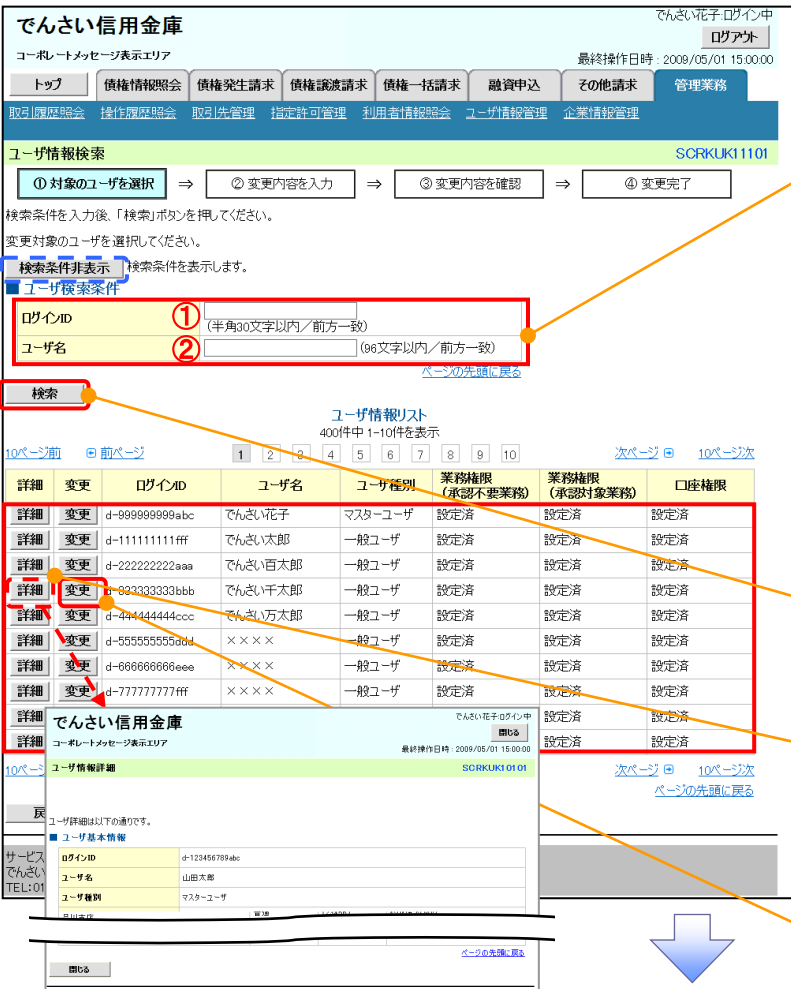 でんさい信用金庫
でんさい花子:ログイン中
ログアウト
コーポレートメッセージ表示エリア
最終操作日時 : 2009/05/01 15:00:00
トップ 債権情報照会 債権発生請求 債権譲渡請求 債権一括請求 融資申込 その他請求 管理業務
取引履歴照会 操作履歴照会 取引先管理 指定許可管理 利用者情報照会 ユーザ情報管理 企業情報管理
ユーザ情報検索 SCRKUK11101
① 対象のユーザを選択 ⇒ ② 変更内容を入力 ⇒ ③ 変更内容を確認 ⇒ ④ 変更完了
検索条件を入力後、「検索」ボタンを押してください。
変更対象のユーザを選択してください。
検索条件非表示 検索条件を表示します。
■ ユーザ検索条件
ログインID ①
(半角30文字以内／前方一致)
ユーザ名 ② (96文字以内／前方一致)
ページの先頭に戻る
検索
ユーザ情報リスト
400件中 1-10件を表示
10ページ前 前ページ 1 2 3 4 5 6 7 8 9 10 次ページ 10ページ次
詳細 変更 ログインID ユーザ名 ユーザ種別 業務権限(承認不要業務) 業務権限(承認対象業務) 口座権限
詳細 変更 d-999999999abc でんさい花子 マスターユーザ 設定済 設定済 設定済
詳細 変更 d-111111111fff でんさい太郎 一般ユーザ 設定済 設定済 設定済
詳細 変更 d-222222222aaa でんさい百太郎 一般ユーザ 設定済 設定済 設定済
詳細 変更 d-333333333bbb でんさい千太郎 一般ユーザ 設定済 設定済 設定済
詳細 変更 d-444444444ccc でんさい万太郎 一般ユーザ 設定済 設定済 設定済
詳細 変更 d-555555555ddd ×××× 一般ユーザ 設定済 設定済 設定済
詳細 変更 d-666666666eee ×××× 一般ユーザ 設定済 設定済 設定済
詳細 変更 d-777777777fff ×××× 一般ユーザ 設定済 設定済 設定済
詳細 設定済 設定済
詳細 設定済 設定済
次ページ 10ページ次
ページの先頭に戻る
サービス
でんさい
TEL:01
でんさい信用金庫
でんさい花子:ログイン中
閉じる
コーポレートメッセージ表示エリア
最終操作日時 : 2009/05/01 15:00:00
ユーザ情報詳細 SCRKUK10101
ユーザ詳細は以下の通りです。
■ ユーザ基本情報
ログインID d-123456789abc
ユーザ名 山田太郎
ユーザ種別 マスターユーザ
ページの先頭に戻る
閉じる